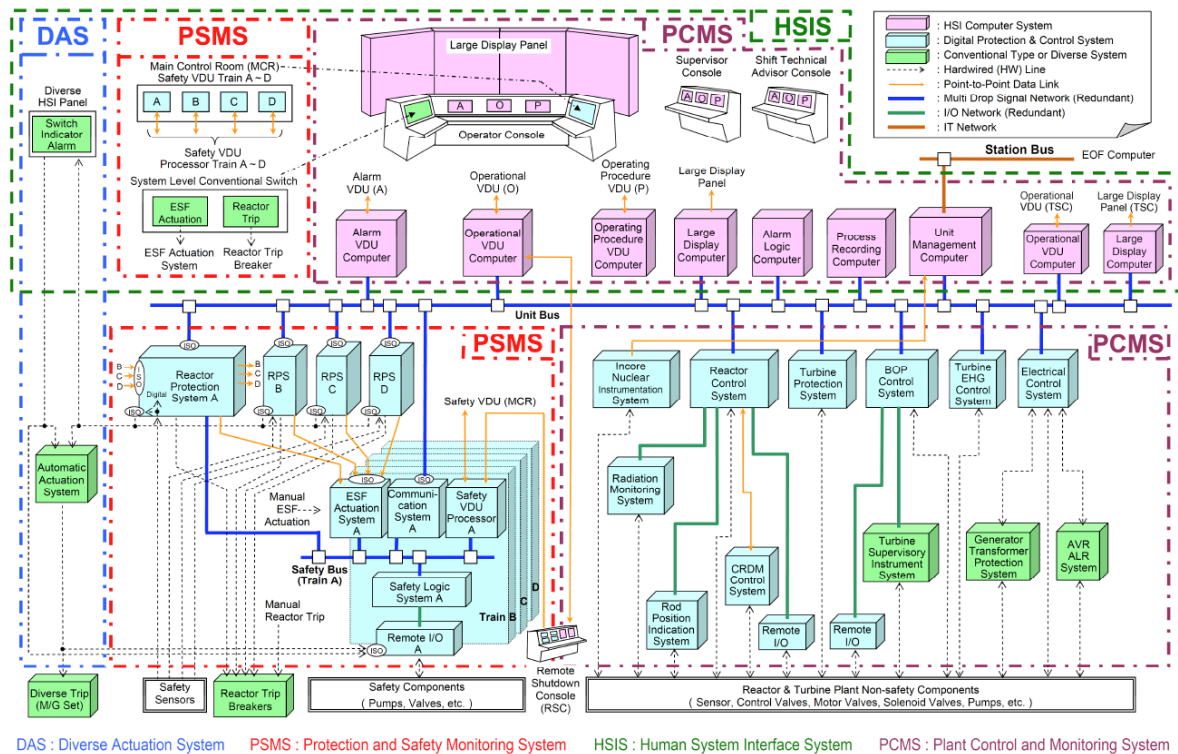 DAS
PSMS
PCMS
HSIS
Large Display Panel
Main Control Room (MCR)
Safety VDU Train A ~ D
A
B
C
D
Safety VDU
Processor Train A ~ D
System Level Conventional Switch
ESF
Actuation
Reactor
Trip
ESF Actuation
System
Reactor Trip
Breaker
Diverse
HSI Panel
Switch
Indicator
Alarm
A
O
P
Operator Console
Supervisor
Console
A O P
Shift Technical
Advisor Console
A O P
: HSI Computer System
: Digital Protection & Control System
: Conventional Type or Diverse System
: Hardwired (HW) Line
: Point-to-Point Data Link
: Multi Drop Signal Network (Redundant)
: I/O Network (Redundant)
: IT Network
Station Bus
EOF Computer
Alarm
VDU (A)
Operational
VDU (O)
Operating
Procedure
VDU (P)
Large Display
Panel
Operational
VDU (TSC)
Large Display
Panel (TSC)
Alarm
VDU
Computer
Operational
VDU
Computer
Operating
Procedure
VDU
Computer
Large
Display
Computer
Alarm
Logic
Computer
Process
Recording
Computer
Unit
Management
Computer
Operational
VDU
Computer
Large
Display
Computer
Unit Bus
PSMS
PCMS
ISO
ISO
ISO
ISO
B
C
D
ISO
Reactor
Protection
System A
B
C
D
RPS
B
RPS
C
RPS
D
Digital
ISO
ISO
ISO
ISO
Safety VDU (MCR)
Automatic
Actuation
System
Manual
ESF
Actuation
ISO
ESF
Actuation
System
A
Communi-
cation
System
A
Safety
VDU
Processor
A
Safety Bus
(Train A)
Safety Logic
System A
Manual
Reactor Trip
ISO
Remote I/O
A
Train B
C
D
Remote
Shutdown
Console
(RSC)
Incore
Nuclear
Instrumentation
System
Reactor
Control
System
Turbine
Protection
System
BOP
Control
System
Turbine
EHG
Control
System
Electrical
Control
System
Radiation
Monitoring
System
Rod
Position
Indication
System
CRDM
Control
System
Remote
I/O
Remote
I/O
Turbine
Supervisory
Instrument
System
Generator
Transformer
Protection
System
AVR
ALR
System
Diverse Trip
(M/G Set)
Safety
Sensors
Reactor Trip
Breakers
Safety Components
( Pumps, Valves, etc. )
Reactor & Turbine Plant Non-safety Components
( Sensor, Control Valves, Motor Valves, Solenoid Valves, Pumps, etc. )
DAS : Diverse Actuation System
PSMS : Protection and Safety Monitoring System
HSIS : Human System Interface System
PCMS : Plant Control and Monitoring System